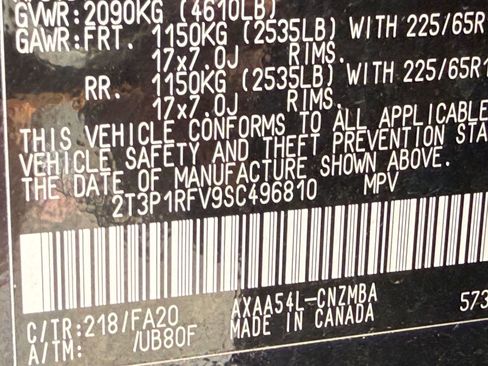 GVWR:2090KG (4610LB)
GAWR:FRT. 1150KG (2535LB) WITH 225/65R
17x7.0J RIMS.
RR. 1150KG (2535LB) WITH 225/65R1
17x7.0J RIMS.
THIS VEHICLE CONFORMS TO ALL APPLICABLE
VEHICLE SAFETY AND THEFT PREVENTION STA
THE DATE OF MANUFACTURE SHOWN ABOVE.
2T3P1RFV9SC496810 MPV
C/TR:218/FA20 AXAA54L-CNZMBA 573
A/TM: /UB80F MADE IN CANADA